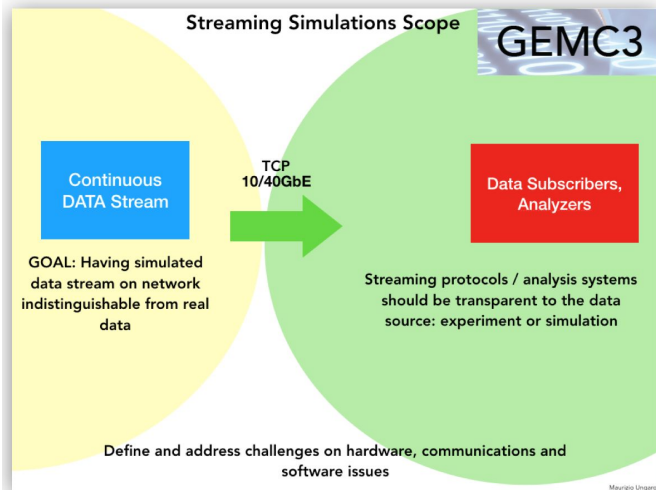 Streaming Simulations Scope
GEMC3
TCP
10/40GbE
Continuous
DATA Stream
Data Subscribers,
Analyzers
GOAL: Having simulated
data stream on network
indistinguishable from real
data
Streaming protocols / analysis systems
should be transparent to the data
source: experiment or simulation
Define and address challenges on hardware, communications and
software issues
Maurizio Ungaro